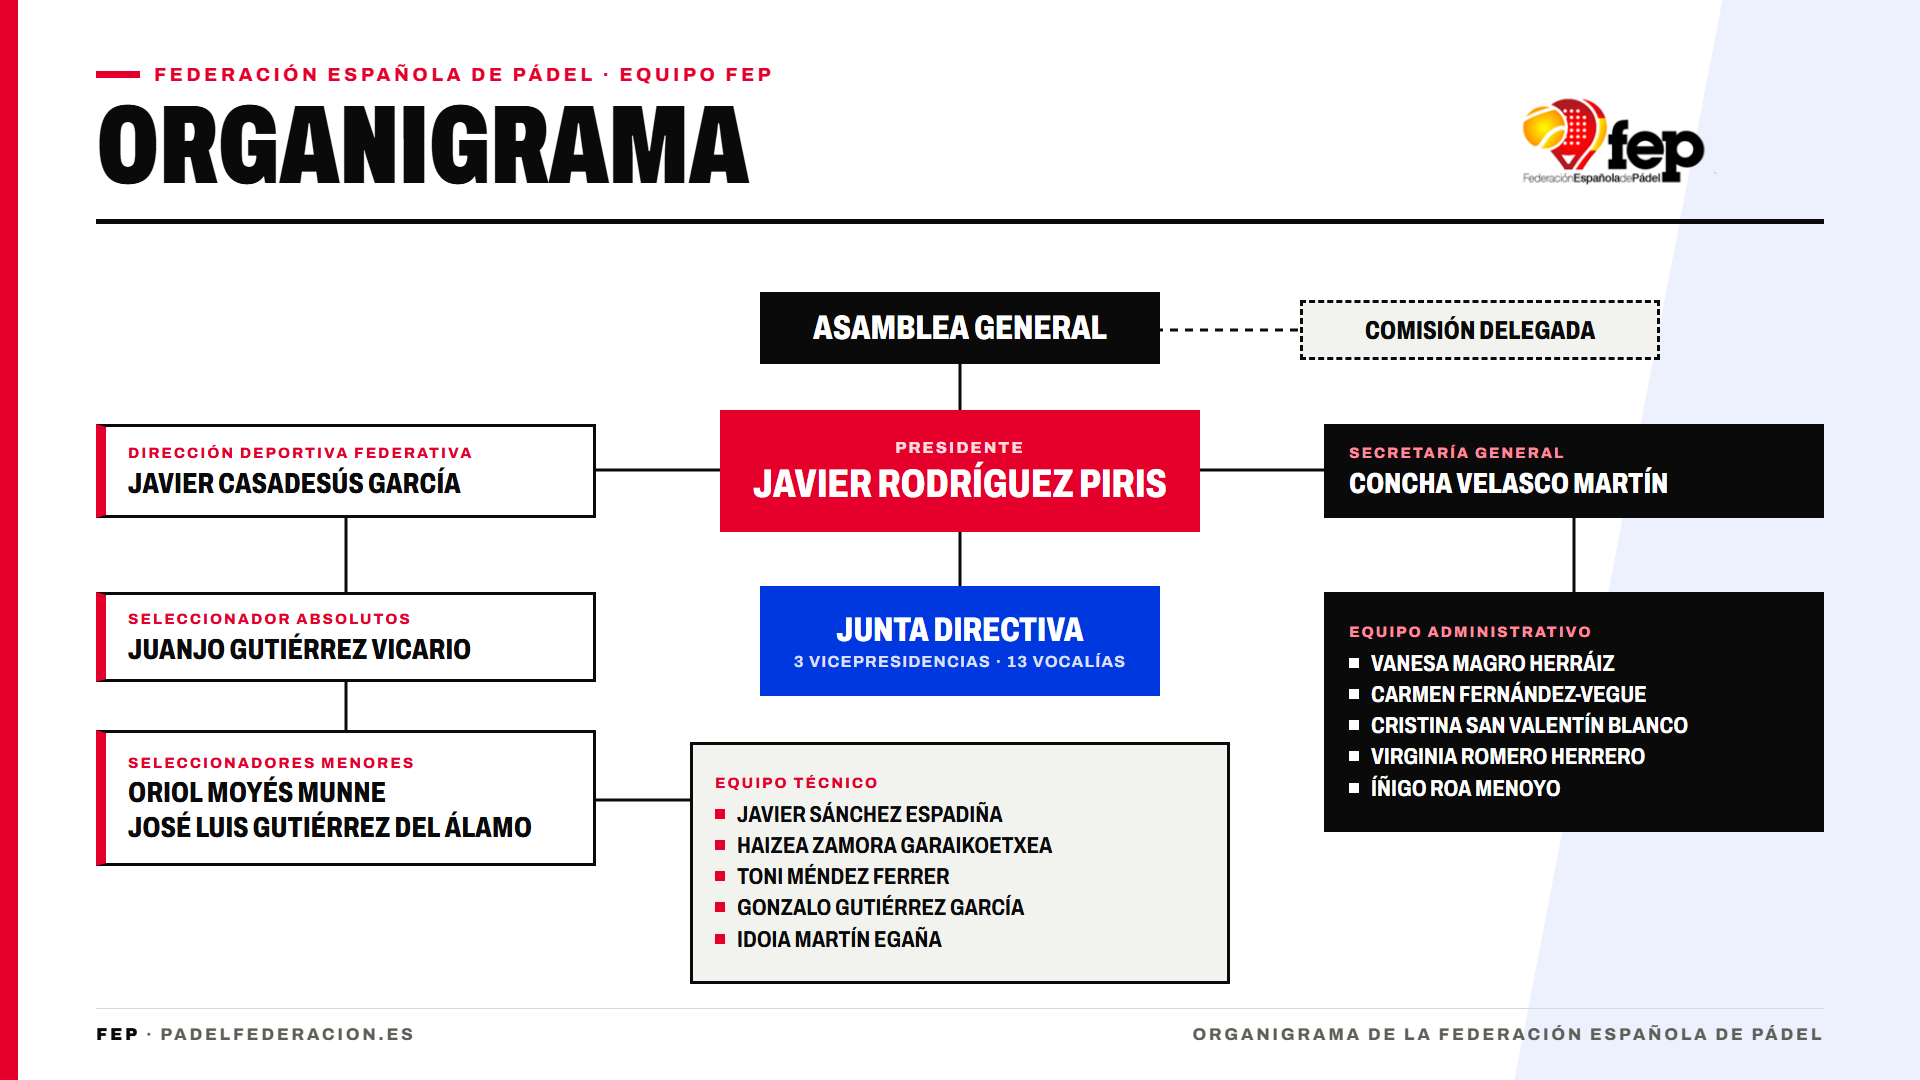 FEDERACIÓN ESPAÑOLA DE PÁDEL · EQUIPO FEP
ORGANIGRAMA
fep
FederaciónEspañoladePádel
ASAMBLEA GENERAL
COMISIÓN DELEGADA
DIRECCIÓN DEPORTIVA FEDERATIVA
JAVIER CASADESÚS GARCÍA
PRESIDENTE
JAVIER RODRÍGUEZ PIRIS
SECRETARÍA GENERAL
CONCHA VELASCO MARTÍN
SELECCIONADOR ABSOLUTOS
JUANJO GUTIÉRREZ VICARIO
JUNTA DIRECTIVA
3 VICEPRESIDENCIAS · 13 VOCALÍAS
EQUIPO ADMINISTRATIVO
VANESA MAGRO HERRÁIZ
CARMEN FERNÁNDEZ-VEGUE
CRISTINA SAN VALENTÍN BLANCO
VIRGINIA ROMERO HERRERO
ÍÑIGO ROA MENOYO
SELECCIONADORES MENORES
ORIOL MOYÉS MUNNE
JOSÉ LUIS GUTIÉRREZ DEL ÁLAMO
EQUIPO TÉCNICO
JAVIER SÁNCHEZ ESPADIÑA
HAIZEA ZAMORA GARAIKOETXEA
TONI MÉNDEZ FERRER
GONZALO GUTIÉRREZ GARCÍA
IDOIA MARTÍN EGAÑA
FEP · PADELFEDERACION.ES
ORGANIGRAMA DE LA FEDERACIÓN ESPAÑOLA DE PÁDEL